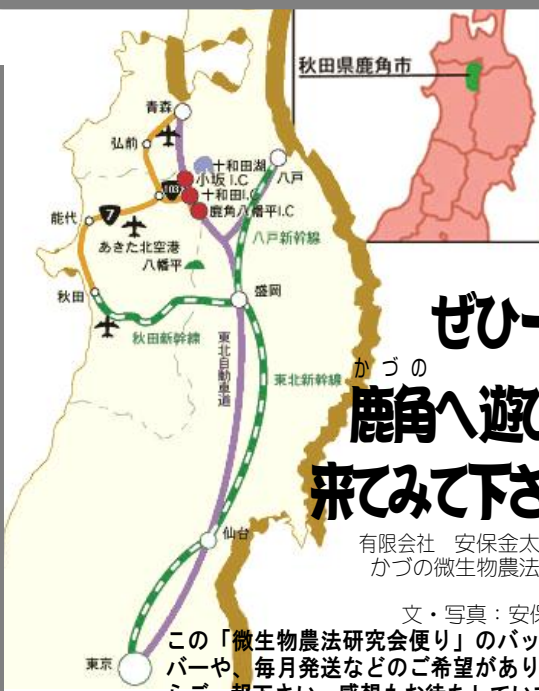 秋田県鹿角市
青森
弘前
十和田湖
八戸
小坂I.C
103
十和田I.C
鹿角八幡平I.C
能代
7
あきた北空港
八幡平
八戸新幹線
秋田
盛岡
秋田新幹線
東北自動車道
東北新幹線
仙台
東京
ぜひ一
かづの
鹿角へ遊び
来てみて下さ
有限会社 安保金太
かづの微生物農法
文・写真：安保
この「微生物農法研究会便り」のバッ
バーや、毎月発送などのご希望があり